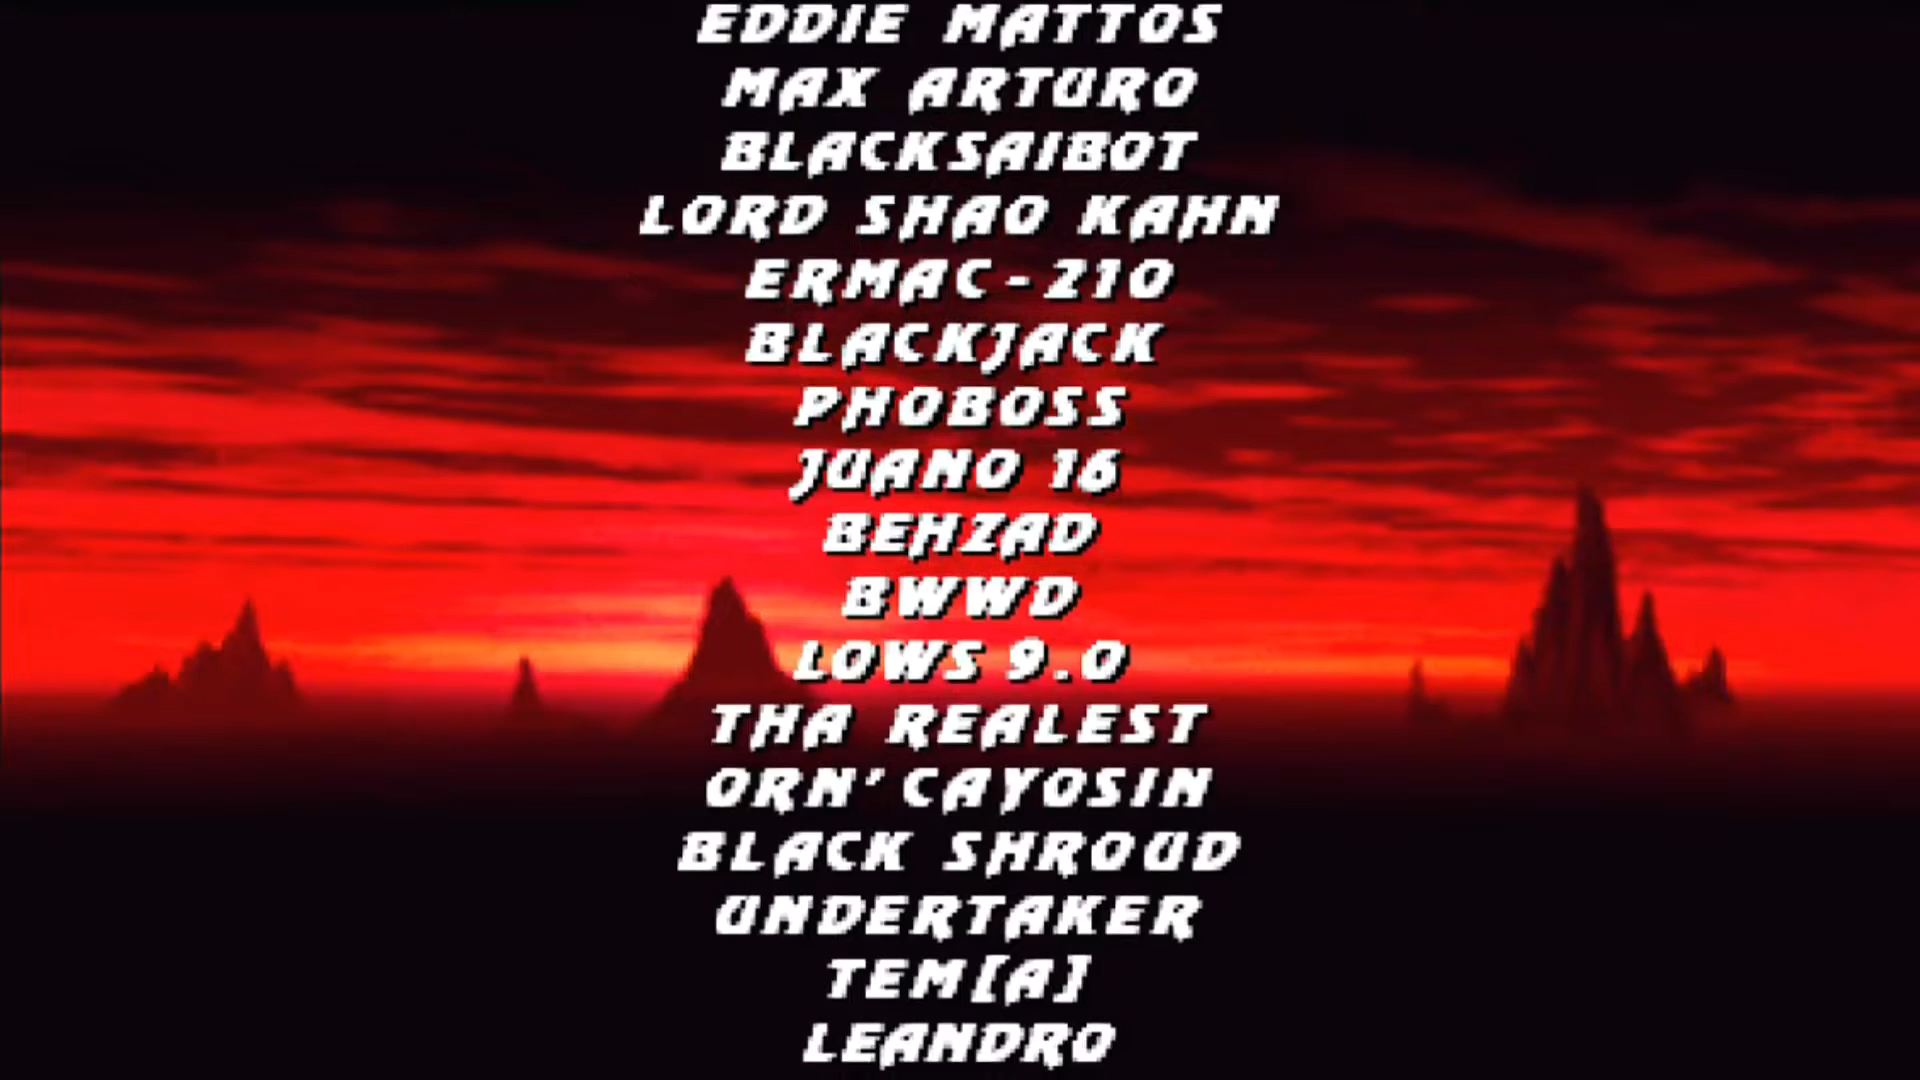 EDDIE MATTOS
MAX ARTURO
BLACKSAIBOT
LORD SHAO KAHN
ERMAC-210
BLACKJACK
PHOBOSS
JUANO 16
BEHZAD
BWWD
LOWS 9.0
THA REALEST
ORN'CAYOSIN
BLACK SHROUD
UNDERTAKER
TEM[A]
LEANDRO